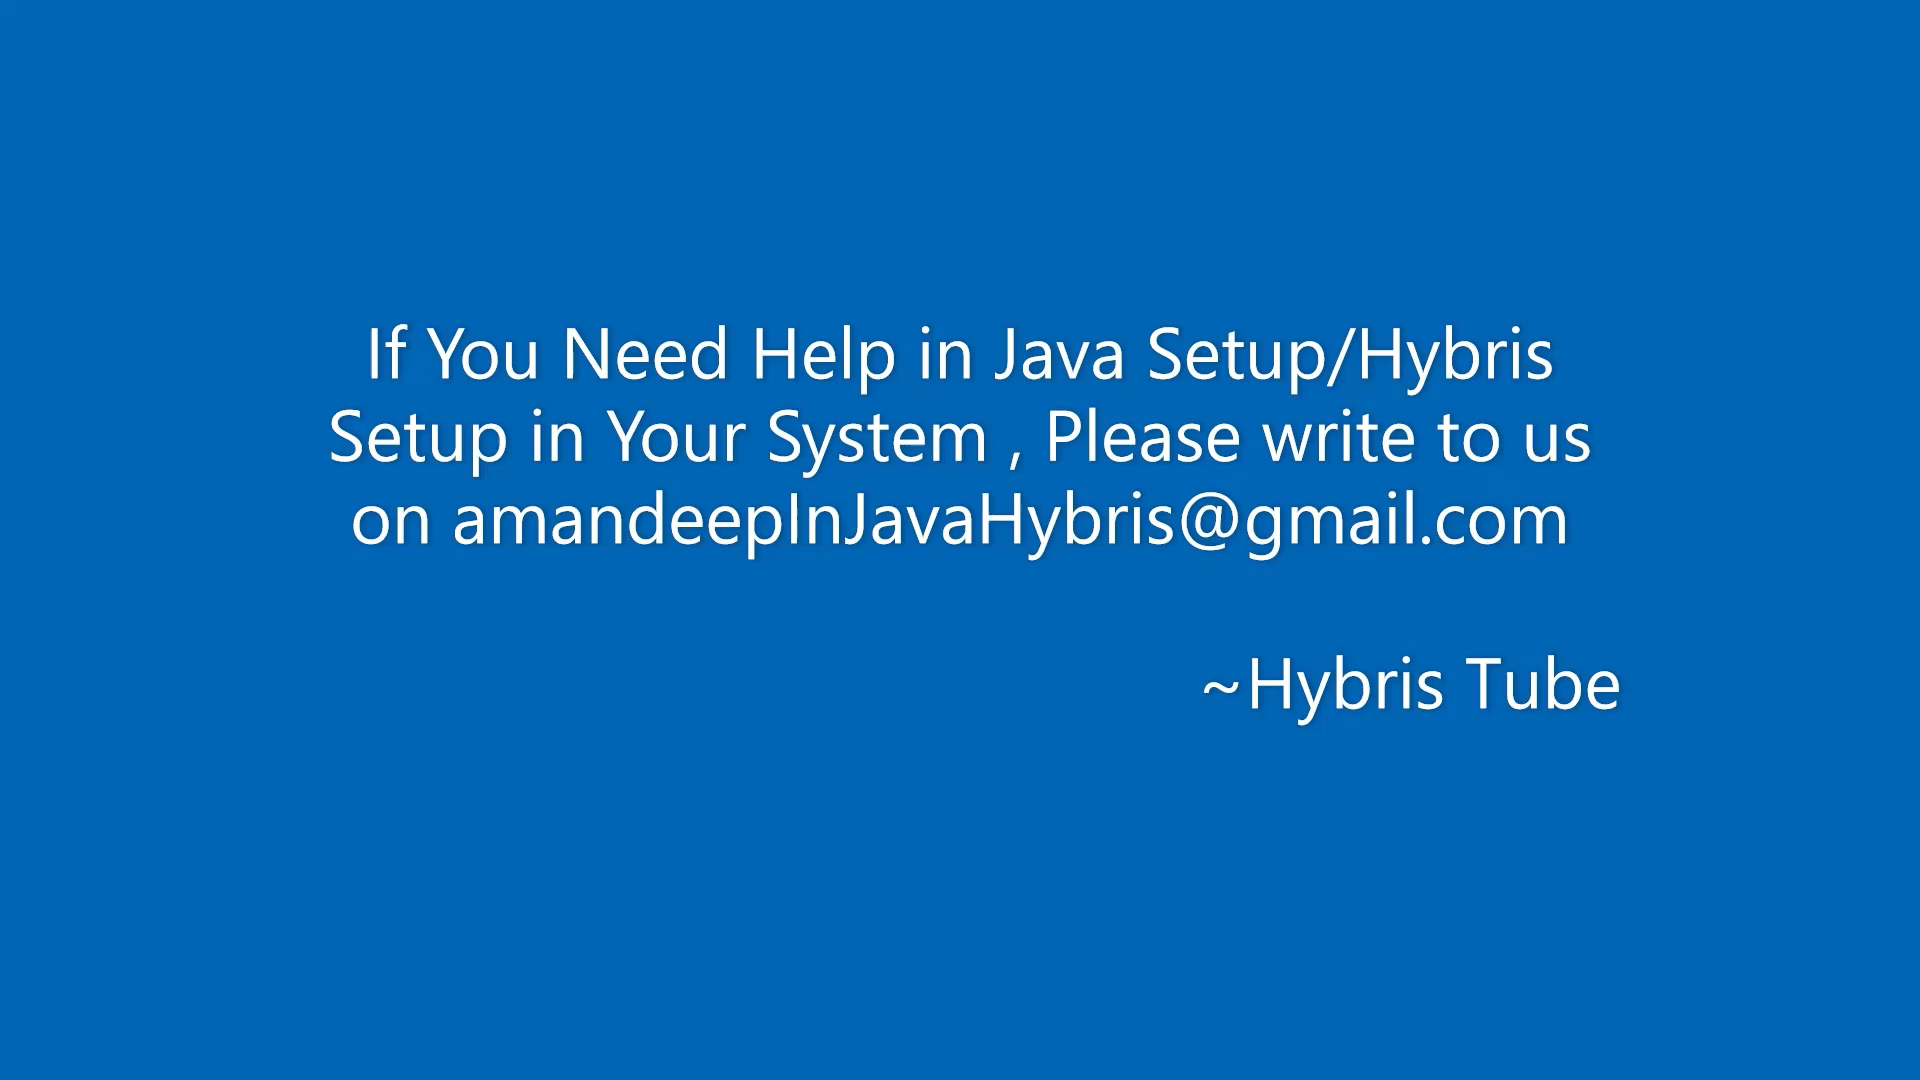 If You Need Help in Java Setup/Hybris
Setup in Your System , Please write to us
on amandeepInJavaHybris@gmail.com
~Hybris Tube